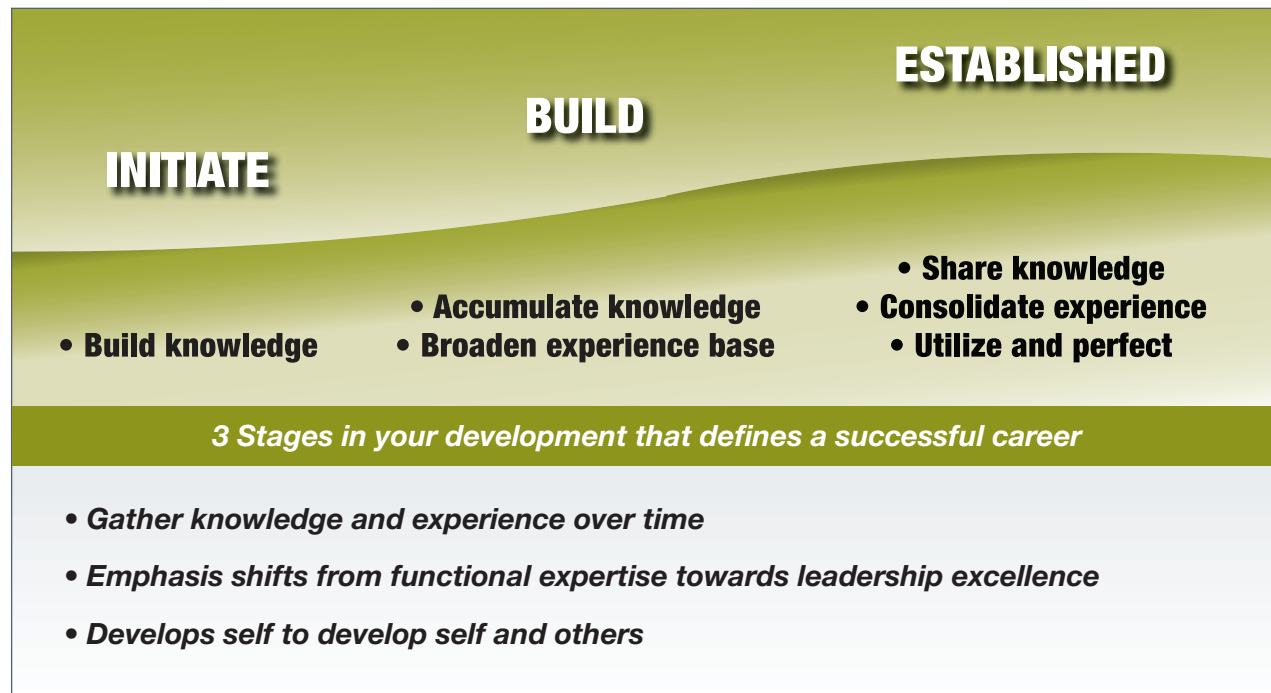 INITIATE
• Build knowledge
BUILD
• Accumulate knowledge
• Broaden experience base
ESTABLISHED
• Share knowledge
• Consolidate experience
• Utilize and perfect
3 Stages in your development that defines a successful career
• Gather knowledge and experience over time
• Emphasis shifts from functional expertise towards leadership excellence
• Develops self to develop self and others